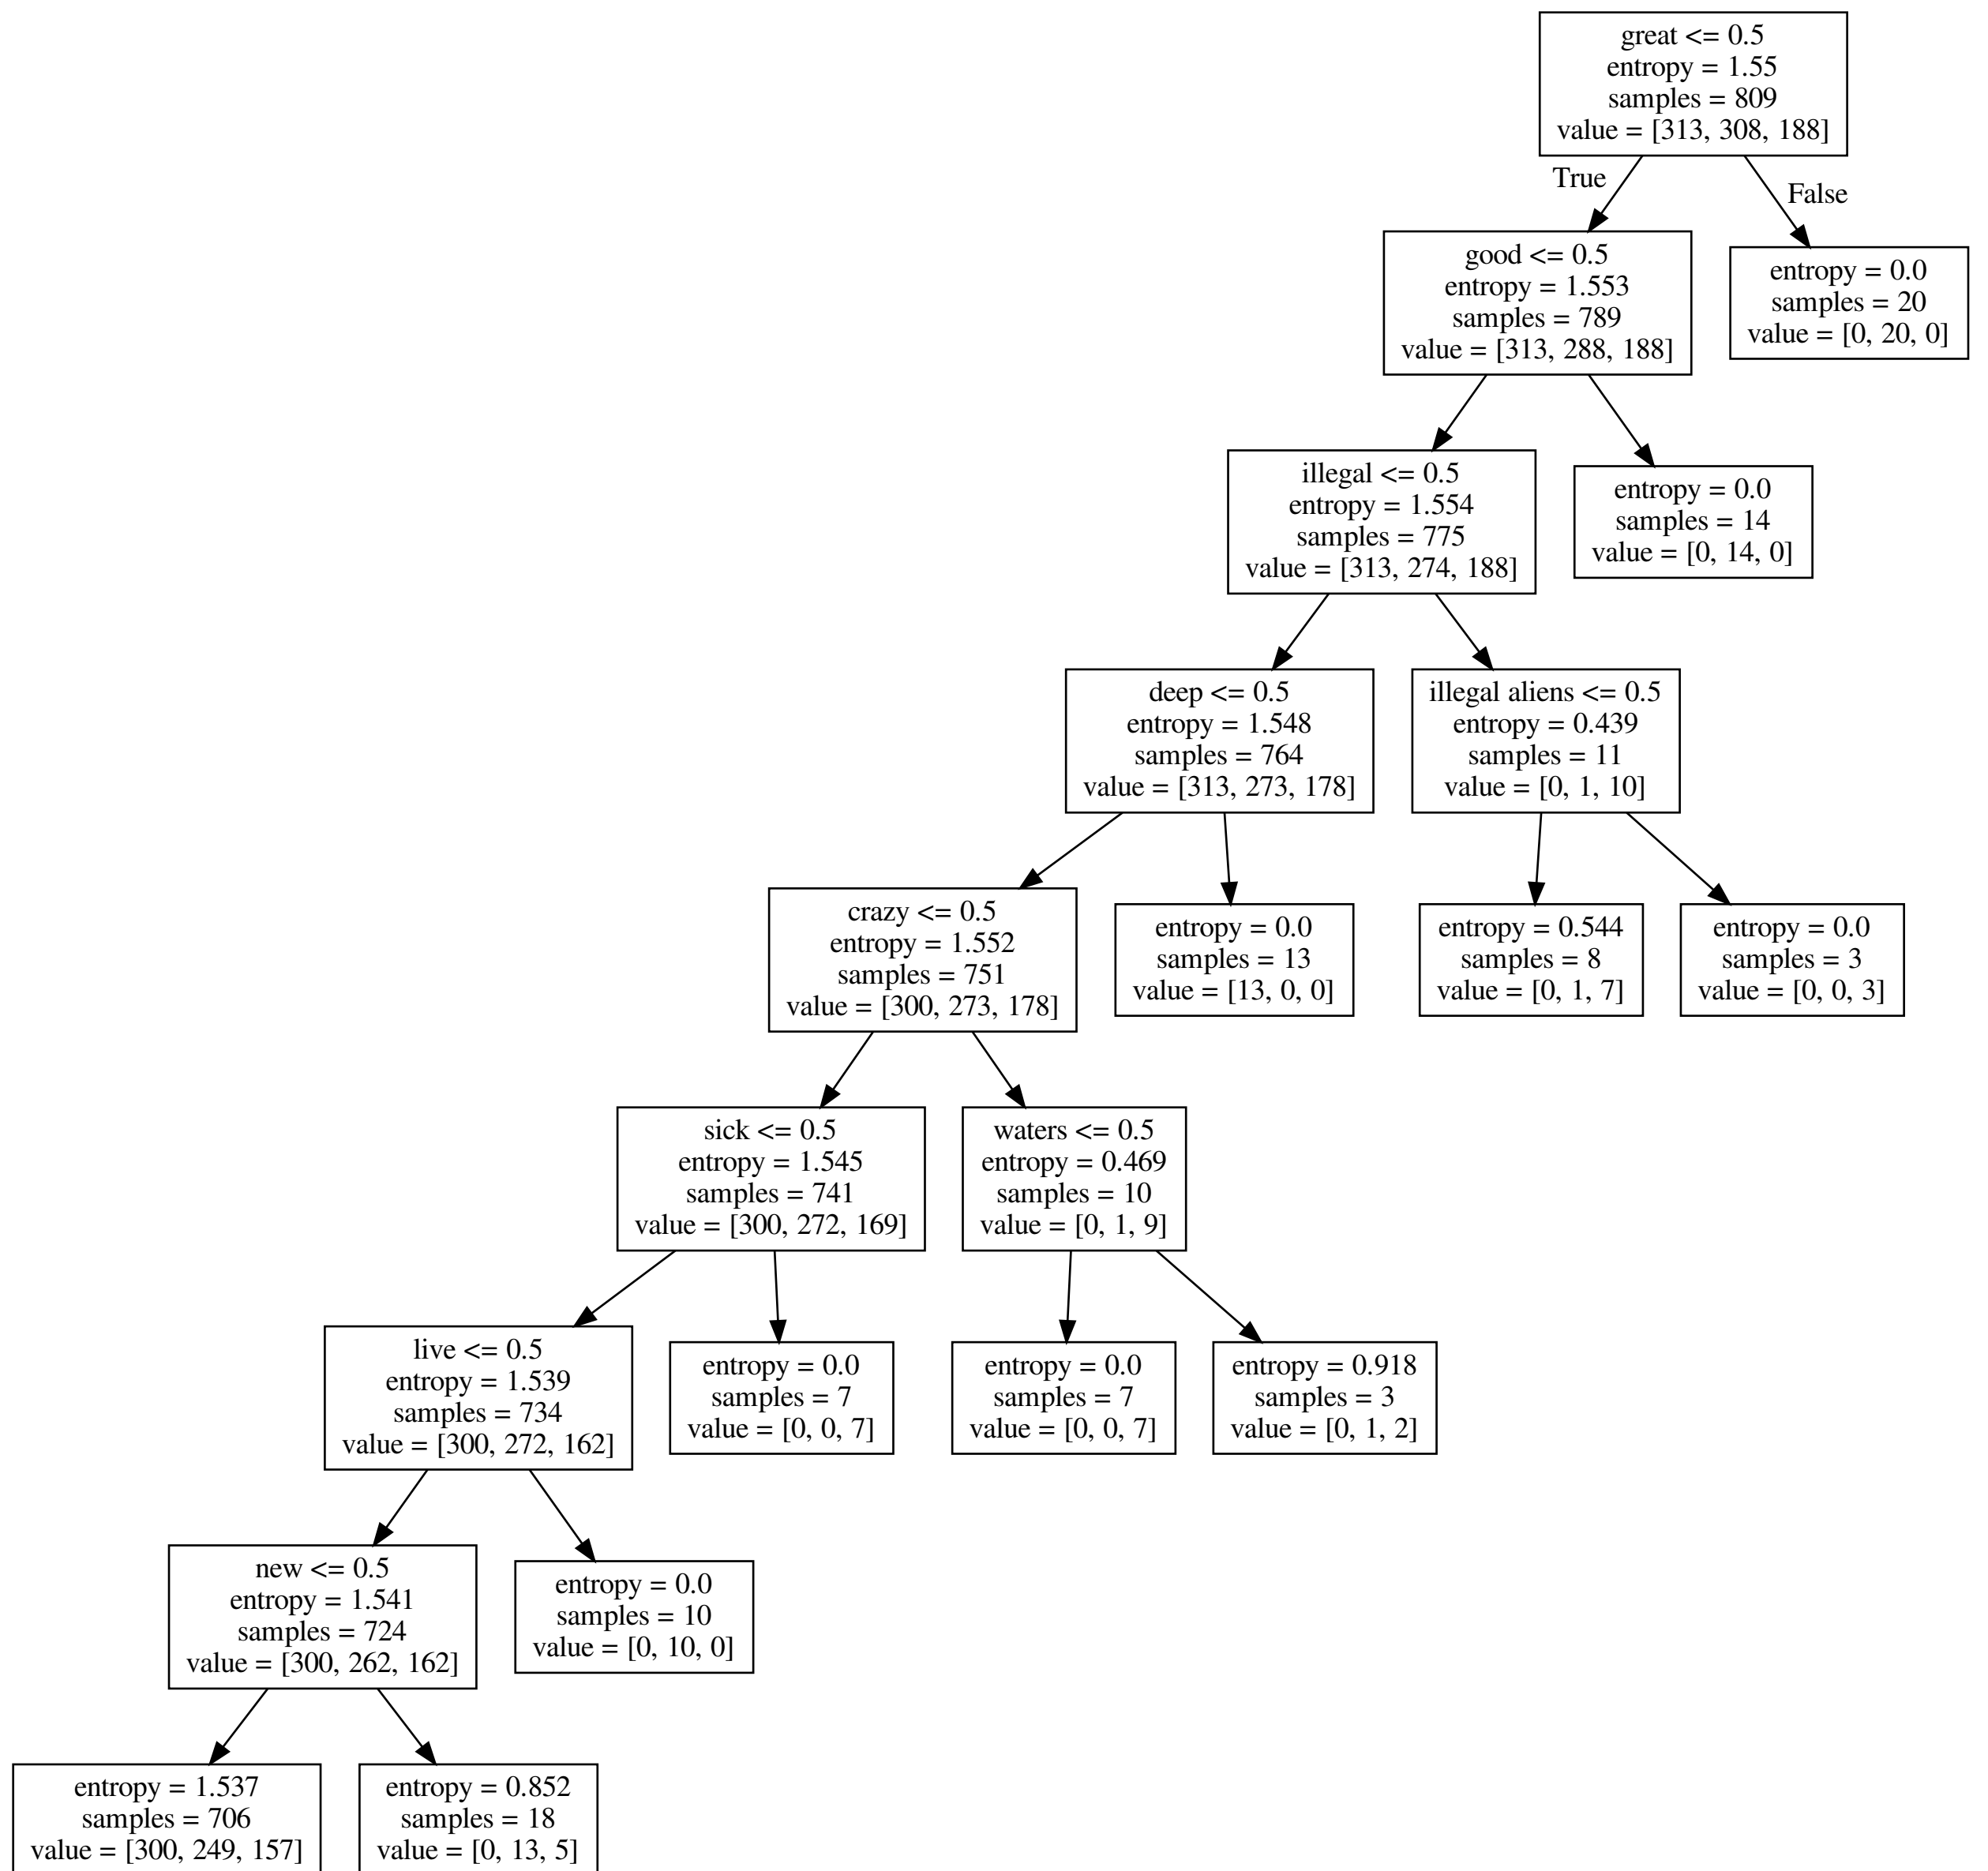 great <= 0.5
entropy = 1.55
samples = 809
value = [313, 308, 188]
True
False
good <= 0.5
entropy = 1.553
samples = 789
value = [313, 288, 188]
entropy = 0.0
samples = 20
value = [0, 20, 0]
illegal <= 0.5
entropy = 1.554
samples = 775
value = [313, 274, 188]
entropy = 0.0
samples = 14
value = [0, 14, 0]
deep <= 0.5
entropy = 1.548
samples = 764
value = [313, 273, 178]
illegal aliens <= 0.5
entropy = 0.439
samples = 11
value = [0, 1, 10]
crazy <= 0.5
entropy = 1.552
samples = 751
value = [300, 273, 178]
entropy = 0.0
samples = 13
value = [13, 0, 0]
entropy = 0.544
samples = 8
value = [0, 1, 7]
entropy = 0.0
samples = 3
value = [0, 0, 3]
sick <= 0.5
entropy = 1.545
samples = 741
value = [300, 272, 169]
waters <= 0.5
entropy = 0.469
samples = 10
value = [0, 1, 9]
live <= 0.5
entropy = 1.539
samples = 734
value = [300, 272, 162]
entropy = 0.0
samples = 7
value = [0, 0, 7]
entropy = 0.0
samples = 7
value = [0, 0, 7]
entropy = 0.918
samples = 3
value = [0, 1, 2]
new <= 0.5
entropy = 1.541
samples = 724
value = [300, 262, 162]
entropy = 0.0
samples = 10
value = [0, 10, 0]
entropy = 1.537
samples = 706
value = [300, 249, 157]
entropy = 0.852
samples = 18
value = [0, 13, 5]